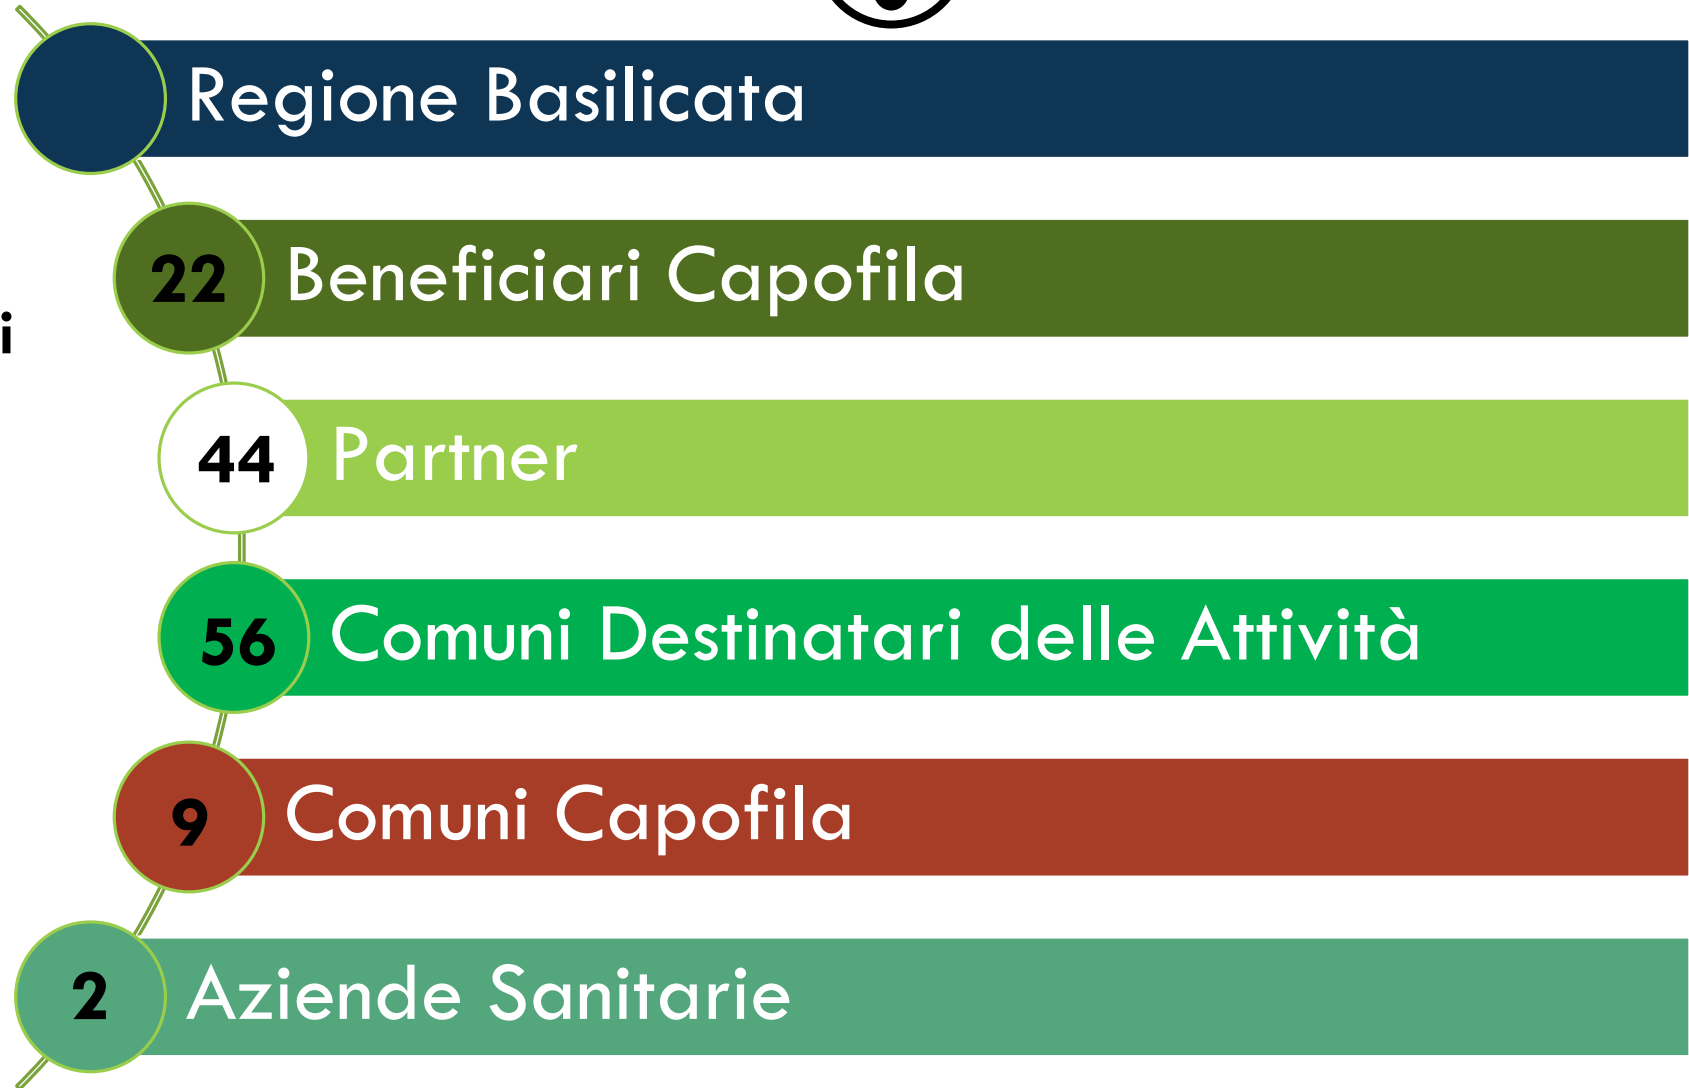 Regione Basilicata
22 Beneficiari Capofila
i
44 Partner
56 Comuni Destinatari delle Attività
9 Comuni Capofila
2 Aziende Sanitarie